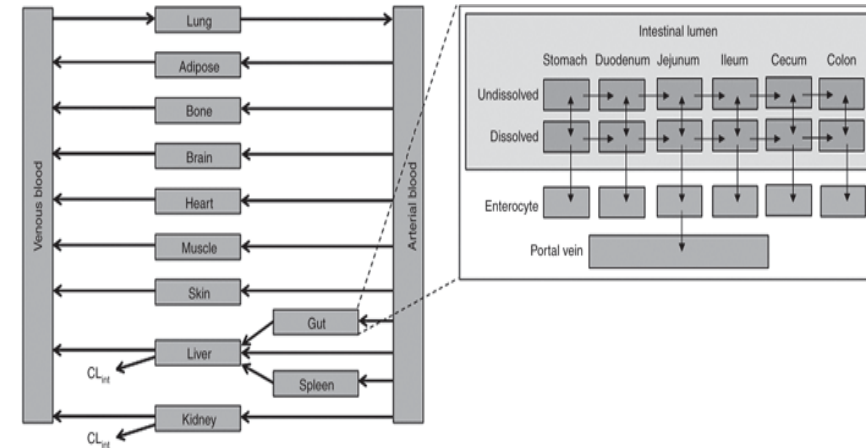 Lung
Adipose
Bone
Brain
Heart
Muscle
Skin
Gut
Liver
CLint
Spleen
Kidney
CLint
Venous blood
Arterial blood
Intestinal lumen
Stomach Duodenum Jejunum Ileum Cecum Colon
Undissolved
Dissolved
Enterocyte
Portal vein